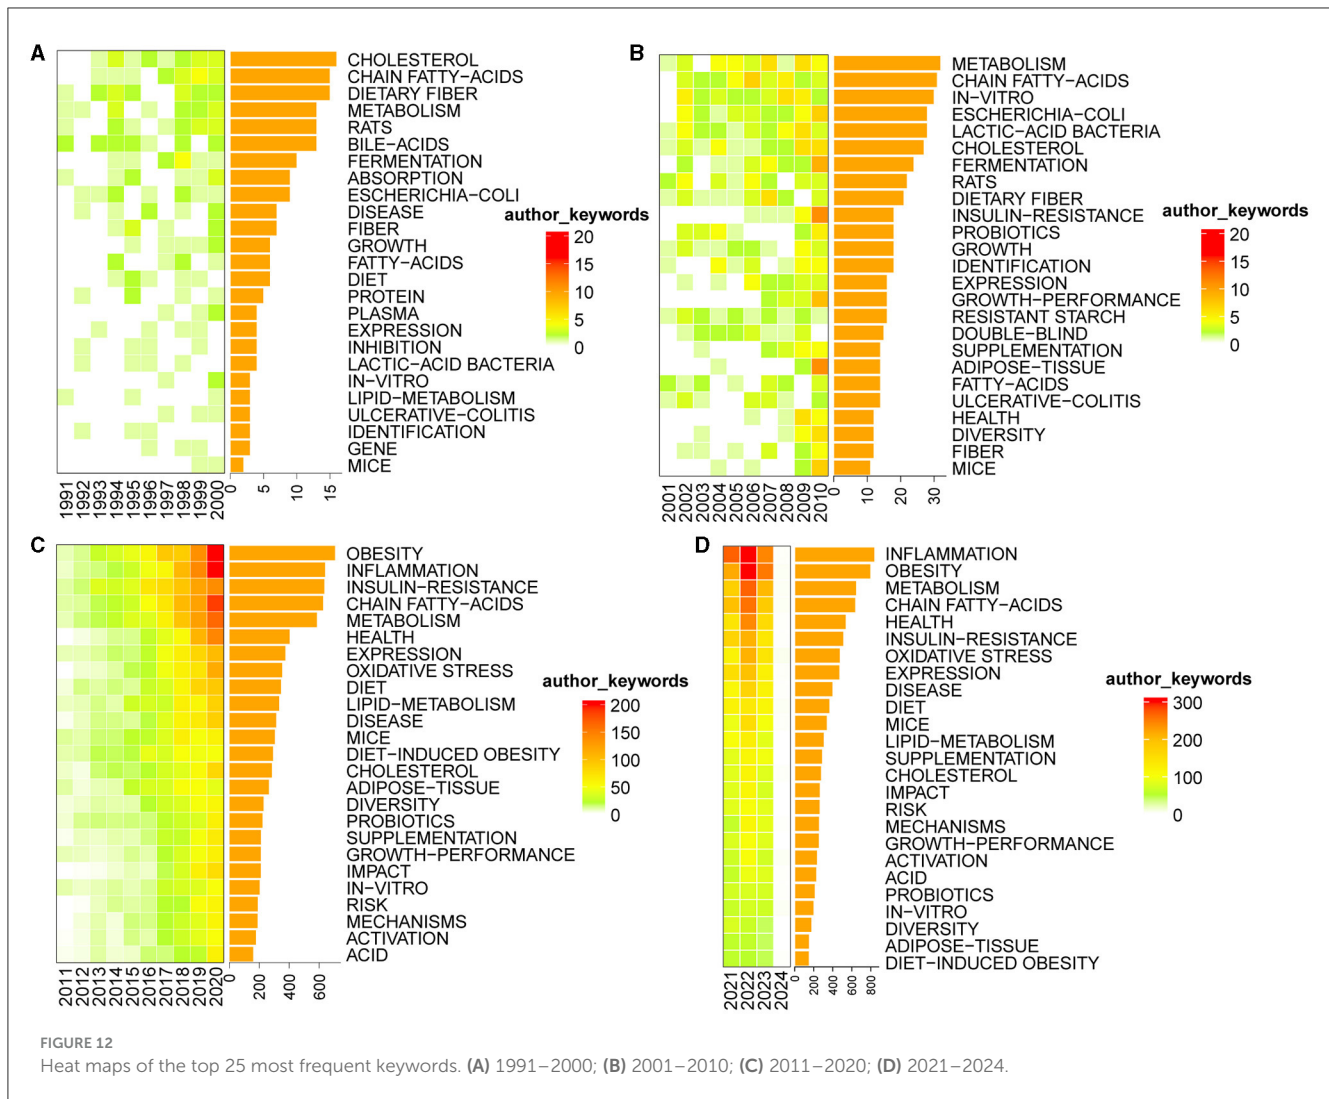 A
CHOLESTEROL
CHAIN FATTY−ACIDS
DIETARY FIBER
METABOLISM
RATS
BILE−ACIDS
FERMENTATION
ABSORPTION
ESCHERICHIA−COLI
DISEASE
FIBER
GROWTH
FATTY−ACIDS
DIET
PROTEIN
PLASMA
EXPRESSION
INHIBITION
LACTIC−ACID BACTERIA
IN−VITRO
LIPID−METABOLISM
ULCERATIVE−COLITIS
IDENTIFICATION
GENE
MICE
author_keywords
20
15
10
5
0
1991 1992 1993 1994 1995 1996 1997 1998 1999 2000
0 5 10 15
B
METABOLISM
CHAIN FATTY−ACIDS
IN−VITRO
ESCHERICHIA−COLI
LACTIC−ACID BACTERIA
CHOLESTEROL
FERMENTATION
RATS
DIETARY FIBER
INSULIN−RESISTANCE
PROBIOTICS
GROWTH
IDENTIFICATION
EXPRESSION
GROWTH−PERFORMANCE
RESISTANT STARCH
DOUBLE−BLIND
SUPPLEMENTATION
ADIPOSE−TISSUE
FATTY−ACIDS
ULCERATIVE−COLITIS
HEALTH
DIVERSITY
FIBER
MICE
author_keywords
20
15
10
5
0
2001 2002 2003 2004 2005 2006 2007 2008 2009 2010
0 10 20 30
C
OBESITY
INFLAMMATION
INSULIN−RESISTANCE
CHAIN FATTY−ACIDS
METABOLISM
HEALTH
EXPRESSION
OXIDATIVE STRESS
DIET
LIPID−METABOLISM
DISEASE
MICE
DIET−INDUCED OBESITY
CHOLESTEROL
ADIPOSE−TISSUE
DIVERSITY
PROBIOTICS
SUPPLEMENTATION
GROWTH−PERFORMANCE
IMPACT
IN−VITRO
RISK
MECHANISMS
ACTIVATION
ACID
author_keywords
200
150
100
50
0
2011 2012 2013 2014 2015 2016 2017 2018 2019 2020
0 200 400 600
D
INFLAMMATION
OBESITY
METABOLISM
CHAIN FATTY−ACIDS
HEALTH
INSULIN−RESISTANCE
OXIDATIVE STRESS
EXPRESSION
DISEASE
DIET
MICE
LIPID−METABOLISM
SUPPLEMENTATION
CHOLESTEROL
IMPACT
RISK
MECHANISMS
GROWTH−PERFORMANCE
ACTIVATION
ACID
PROBIOTICS
IN−VITRO
DIVERSITY
ADIPOSE−TISSUE
DIET−INDUCED OBESITY
author_keywords
300
200
100
0
2021 2022 2023 2024
0 200 400 600 800
FIGURE 12
Heat maps of the top 25 most frequent keywords. (A) 1991–2000; (B) 2001–2010; (C) 2011–2020; (D) 2021–2024.